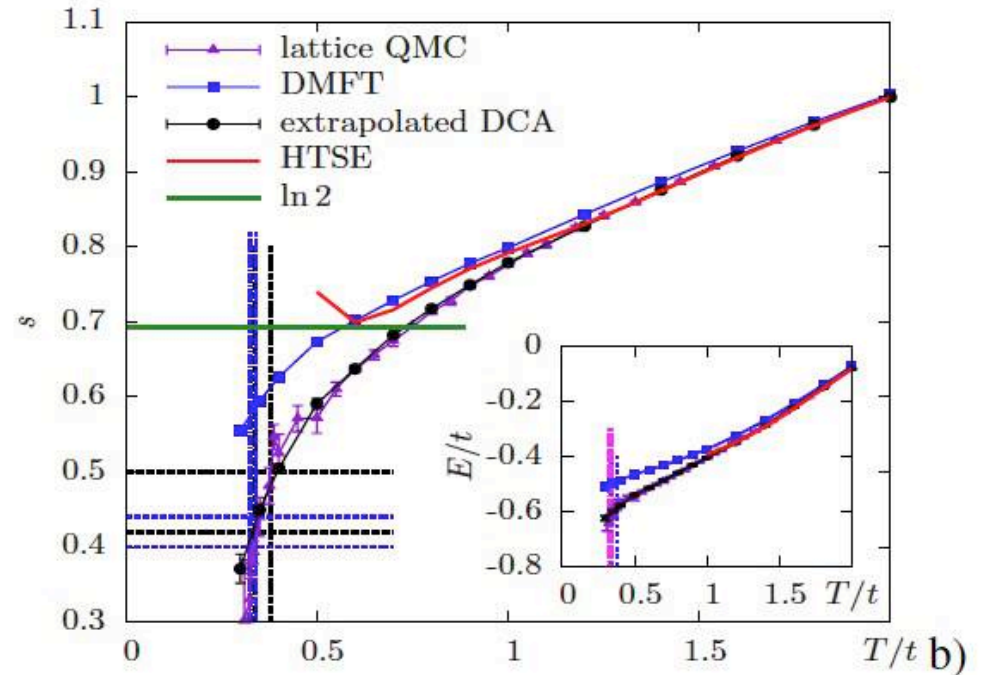 1.1
1
0.9
0.8
0.7
0.6
0.5
0.4
0.3
s
lattice QMC
DMFT
extrapolated DCA
HTSE
ln 2
0
0.5
1
1.5
T/t
b)
0
-0.2
-0.4
-0.6
-0.8
E/t
0
0.5
1
1.5
T/t